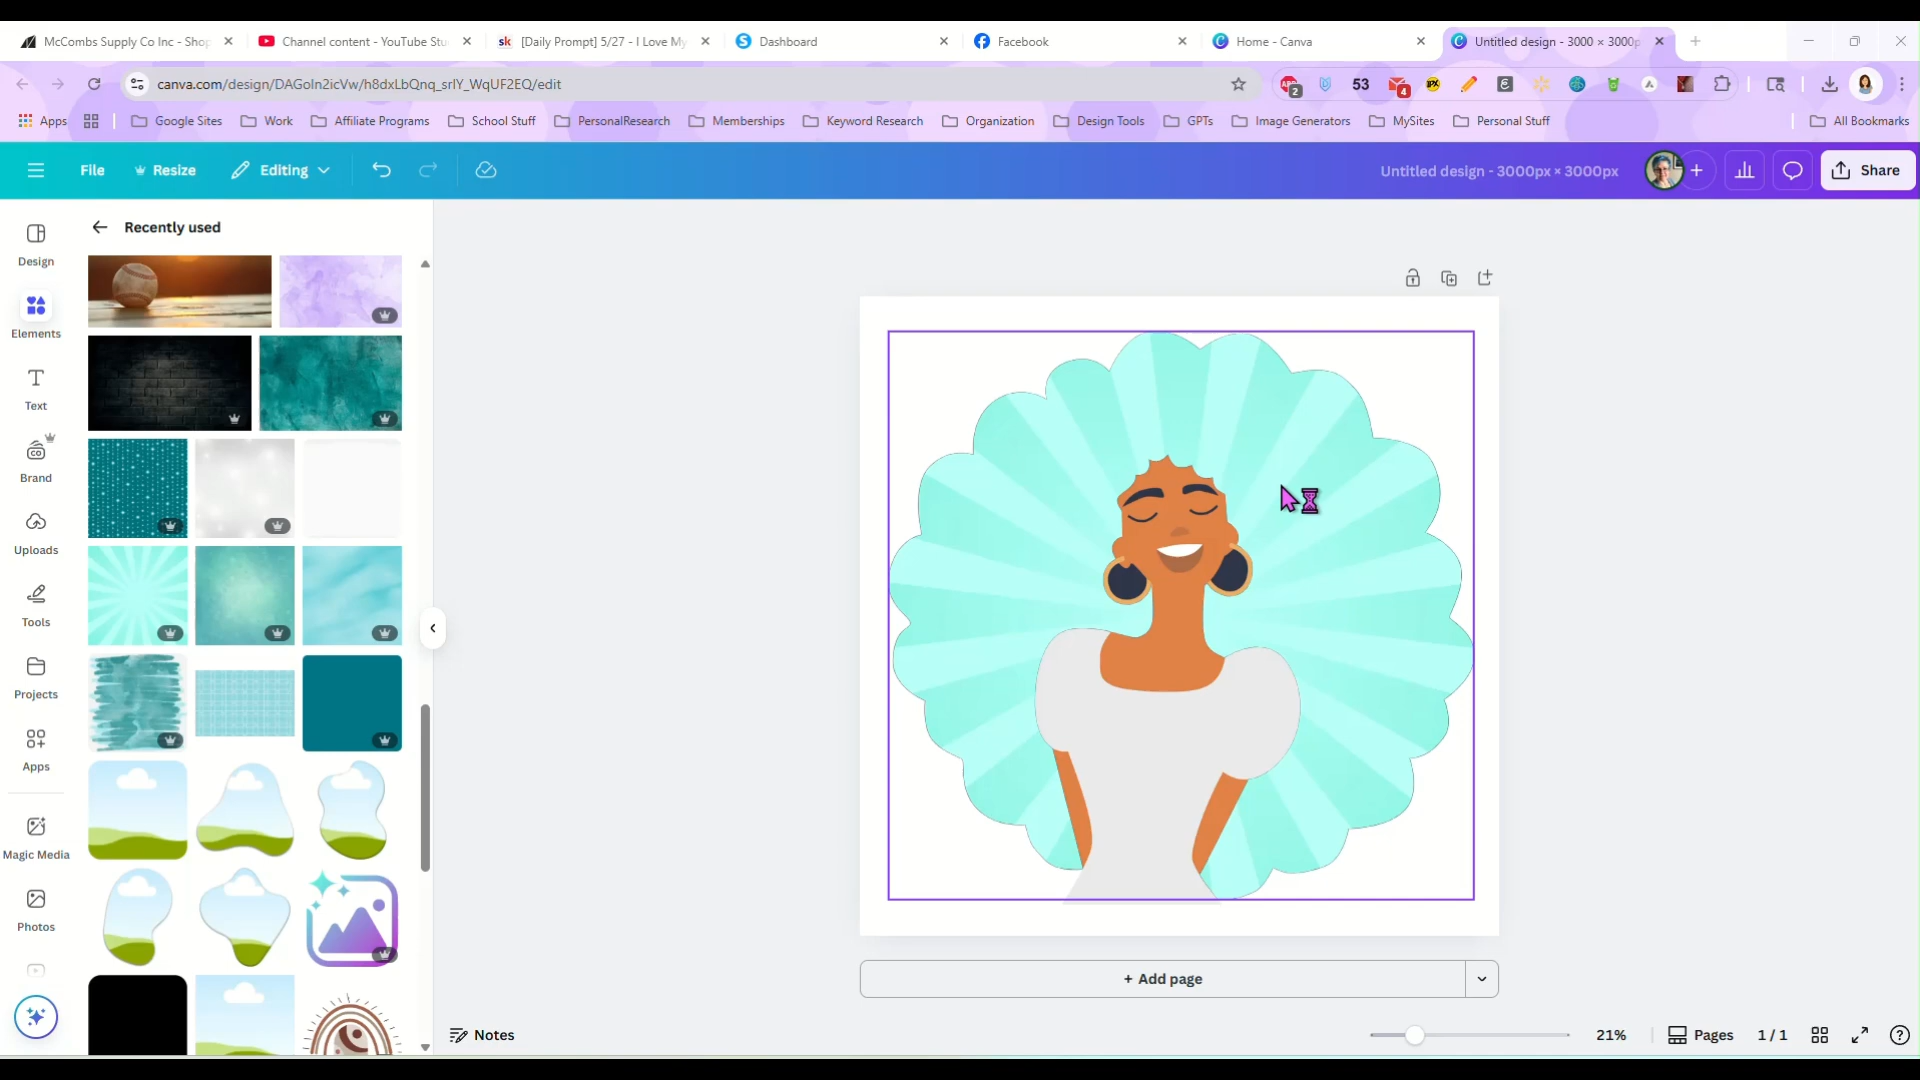 McCombs Supply Co Inc - Shop
Channel content - YouTube Stu
sk [Daily Prompt] 5/27 - I Love My
Dashboard
Facebook
Home - Canva
Untitled design - 3000 × 3000p
canva.com/design/DAGoIn2icVw/h8dxLbQnq_srIY_WqUF2EQ/edit
2
53
4
Apps
Google Sites
Work
Affiliate Programs
School Stuff
PersonalResearch
Memberships
Keyword Research
Organization
Design Tools
GPTs
Image Generators
MySites
Personal Stuff
All Bookmarks
File
Resize
Editing
Untitled design - 3000px × 3000px
Share
Recently used
Design
Elements
Text
Brand
Uploads
Tools
Projects
Apps
Magic Media
Photos
+ Add page
Notes
21%
Pages
1 / 1